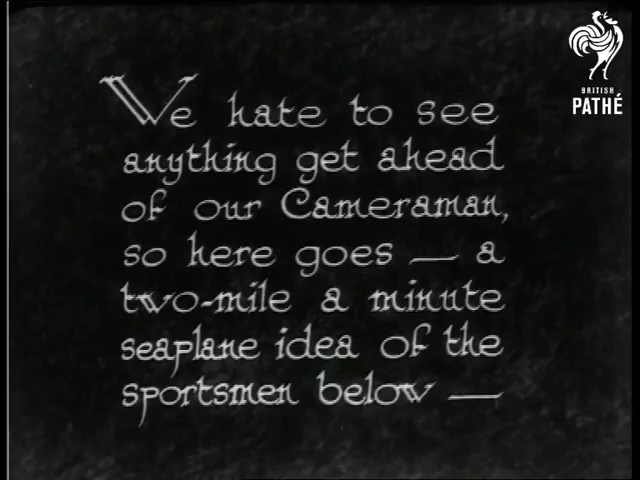 BRITISH
PATHÉ
We hate to see
anything get ahead
of our Cameraman,
so here goes — a
two-mile a minute
seaplane idea of the
sportsmen below —